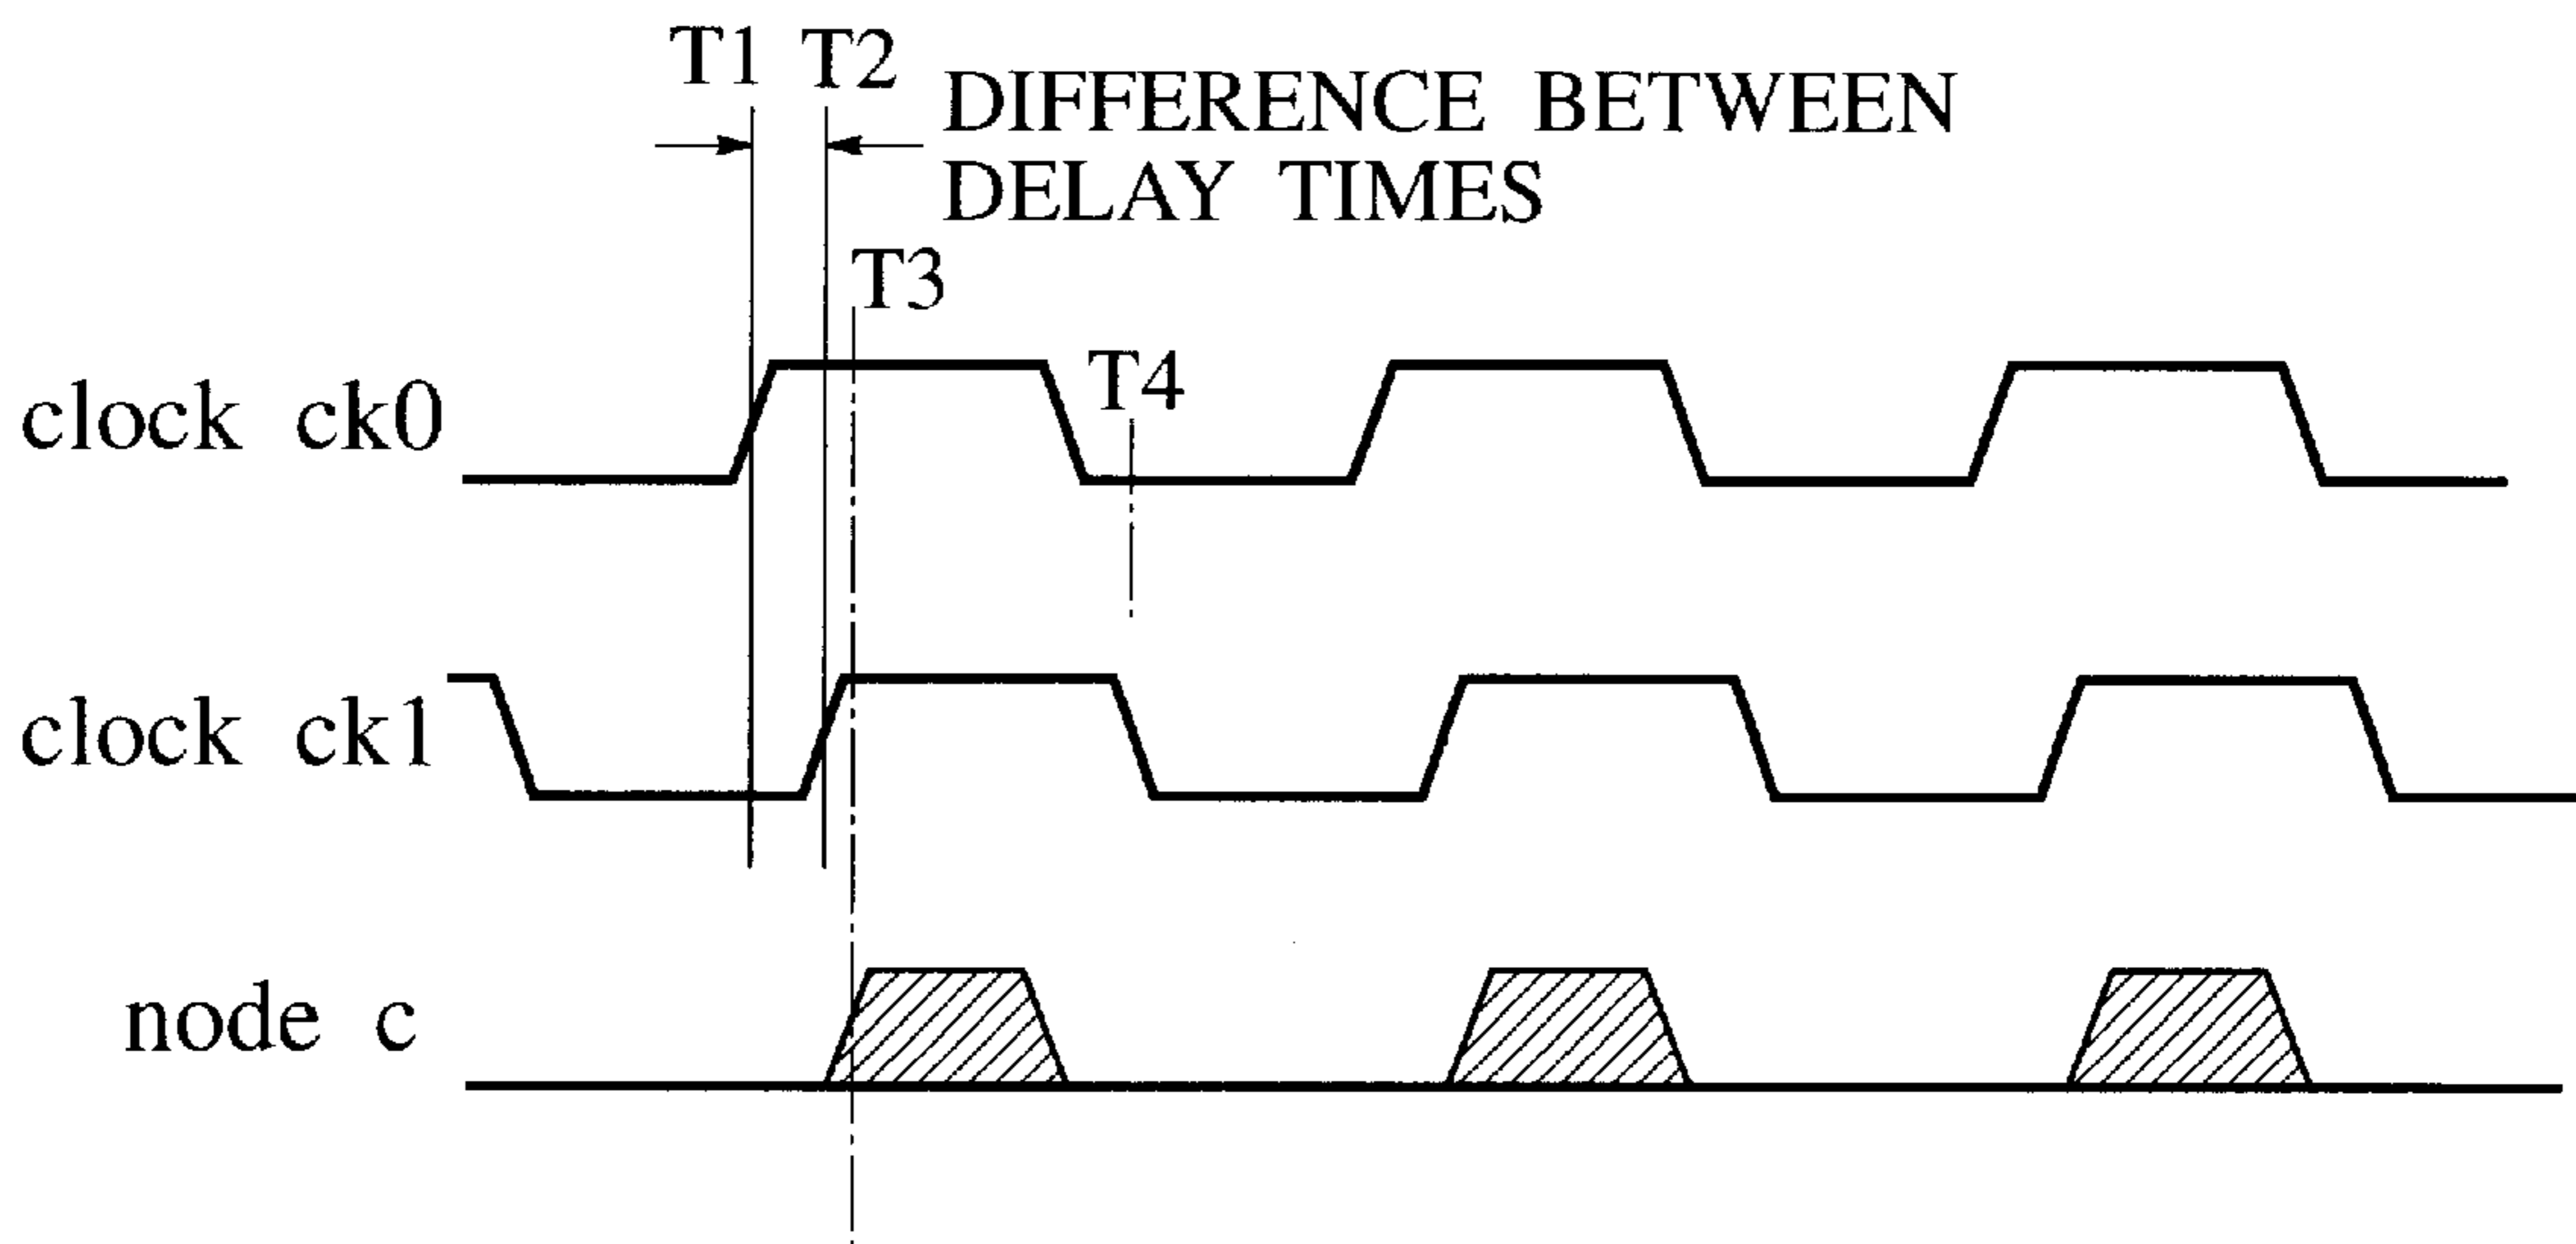 T1 T2
DIFFERENCE BETWEEN
DELAY TIMES
T3
T4
clock ck0
clock ck1
node c